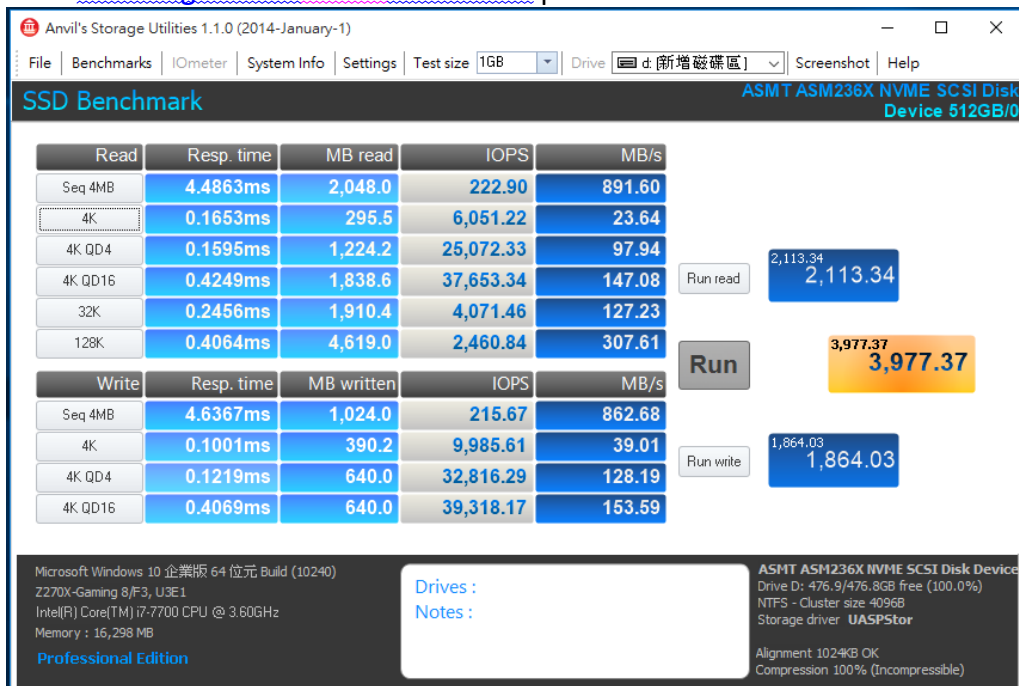 Anvil's Storage Utilities 1.1.0 (2014-January-1)
File Benchmarks IOmeter System Info Settings Test size 1GB Drive d: [新增磁碟區] Screenshot Help
SSD Benchmark
ASMT ASM236X NVME SCSI Disk
Device 512GB/0
Read Resp. time MB read IOPS MB/s
Seq 4MB 4.4863ms 2,048.0 222.90 891.60
4K 0.1653ms 295.5 6,051.22 23.64
4K QD4 0.1595ms 1,224.2 25,072.33 97.94
4K QD16 0.4249ms 1,838.6 37,653.34 147.08
32K 0.2456ms 1,910.4 4,071.46 127.23
128K 0.4064ms 4,619.0 2,460.84 307.61
Run read
2,113.34
2,113.34
Run
3,977.37
3,977.37
Write Resp. time MB written IOPS MB/s
Seq 4MB 4.6367ms 1,024.0 215.67 862.68
4K 0.1001ms 390.2 9,985.61 39.01
4K QD4 0.1219ms 640.0 32,816.29 128.19
4K QD16 0.4069ms 640.0 39,318.17 153.59
Run write
1,864.03
1,864.03
Microsoft Windows 10 企業版 64 位元 Build (10240)
Z270X-Gaming 8/F3, U3E1
Intel(R) Core(TM) i7-7700 CPU @ 3.60GHz
Memory : 16,298 MB
Professional Edition
Drives :
Notes :
ASMT ASM236X NVME SCSI Disk Device
Drive D: 476.9/476.8GB free (100.0%)
NTFS - Cluster size 4096B
Storage driver UASPStor
Alignment 1024KB OK
Compression 100% (Incompressible)